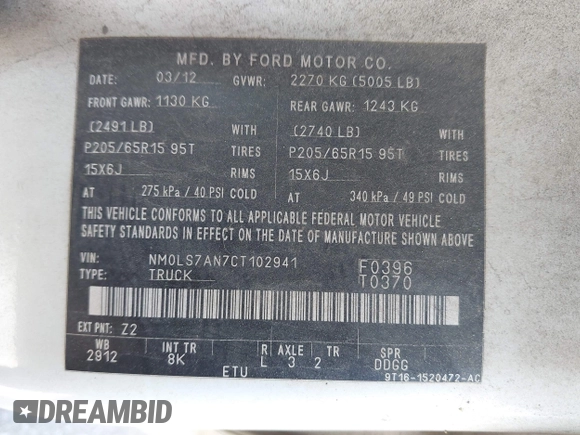 MFD. BY FORD MOTOR CO.
DATE: 03/12 GVWR: 2270 KG (5005 LB)
FRONT GAWR: 1130 KG REAR GAWR: 1243 KG
(2491 LB) WITH (2740 LB) WITH
P205/65R15 95T TIRES P205/65R15 95T TIRES
15X6J RIMS 15X6J RIMS
AT 275 kPa / 40 PSI COLD AT 340 kPa / 49 PSI COLD
THIS VEHICLE CONFORMS TO ALL APPLICABLE FEDERAL MOTOR VEHICLE
SAFETY STANDARDS IN EFFECT ON THE DATE OF MANUFACTURE SHOWN ABOVE
VIN: NM0LS7AN7CT102941 F0396
TYPE: TRUCK T0370
EXT PNT: Z2
WB INT TR R AXLE TR SPR
2912 8K L 3 2 DDGG
ETU 9T16-1520472-AC
DREAMBID